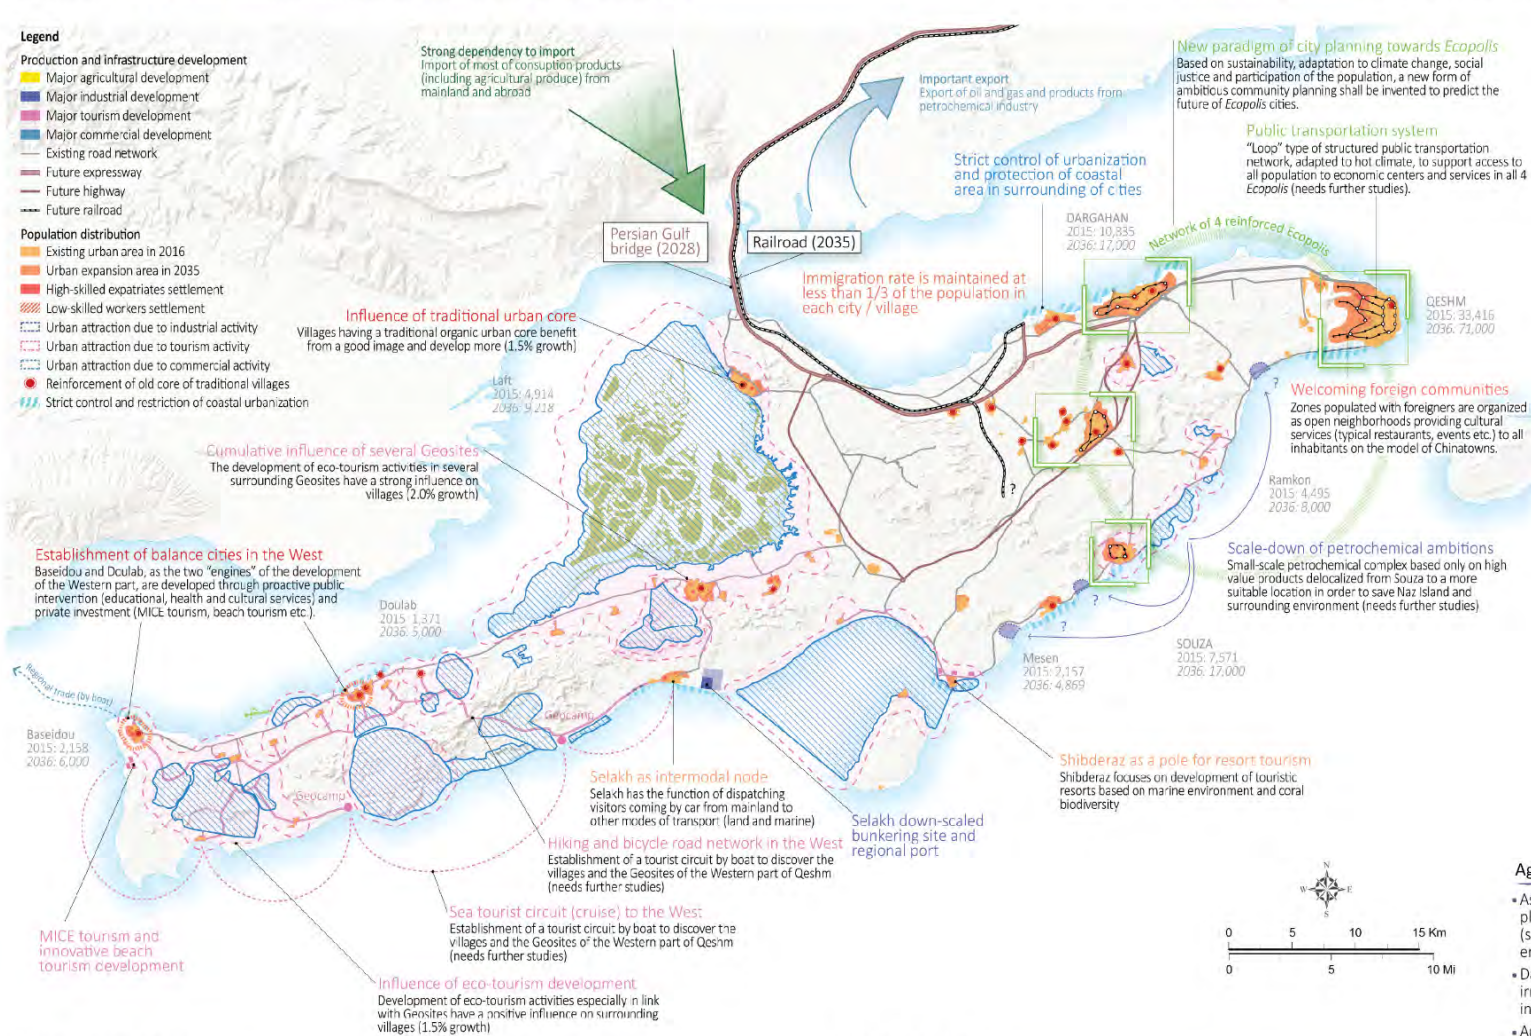 Legend
Production and infrastructure development
Major agricultural development
Major industrial development
Major tourism development
Major commercial development
Existing road network
Future expressway
Future highway
Future railroad
Population distribution
Existing urban area in 2016
Urban expansion area in 2035
High-skilled expatriates settlement
Low-skilled workers settlement
Urban attraction due to industrial activity
Urban attraction due to tourism activity
Urban attraction due to commercial activity
Reinforcement of old core of traditional villages
Strict control and restriction of coastal urbanization
Strong dependency to import
Import of most of consuption products
(including agricultural produce) from
mainland and abroad
Important export
Export of oil and gas and products from
petrochemical industry
New paradigm of city planning towards Ecopolis
Based on sustainability, adaptation to climate change, social
justice and participation of the population, a new form of
ambitious community planning shall be invented to predict the
future of Ecopolis cities.
Public transportation system
"Loop" type of structured public transportation
network, adapted to hot climate, to support access to
all population to economic centers and services in all 4
Ecopolis (needs further studies).
Strict control of urbanization
and protection of coastal
area in surrounding of cities
DARGAHAN
2015: 10,835
2036: 17,000
Network of 4 reinforced Ecopolis
Persian Gulf
bridge (2028)
Railroad (2035)
Immigration rate is maintained at
less than 1/3 of the population in
each city / village
QESHM
2015: 33,416
2036: 71,000
Influence of traditional urban core
Villages having a traditional organic urban core benefit
from a good image and develop more (1.5% growth)
Laft
2015: 4,914
2036: 9,218
?
Welcoming foreign communities
Zones populated with foreigners are organized
as open neighborhoods providing cultural
services (typical restaurants, events etc.) to all
inhabitants on the model of Chinatowns.
Cumulative influence of several Geosites
The development of eco-tourism activities in several
surrounding Geosites have a strong influence on
villages (2.0% growth)
?
Ramkon
2015: 4,495
2036: 8,000
Establishment of balance cities in the West
Baseidou and Doulab, as the two "engines" of the development
of the Western part, are developed through proactive public
intervention (educational, health and cultural services) and
private investment (MICE tourism, beach tourism etc.).
Scale-down of petrochemical ambitions
Small-scale petrochemical complex based only on high
value products delocalized from Souza to a more
suitable location in order to save Naz Island and
surrounding environment (needs further studies)
Doulab
2015: 1,371
2036: 5,000
?
?
Mesen
2015: 2,157
2036: 4,869
SOUZA
2015: 7,571
2036: 17,000
Regional trade (by boat)
Baseidou
2015: 2,158
2036: 6,000
Geocamp
Geocamp
Selakh as intermodal node
Selakh has the function of dispatching
visitors coming by car from mainland to
other modes of transport (land and marine)
Shibderaz as a pole for resort tourism
Shibderaz focuses on development of touristic
resorts based on marine environment and coral
biodiversity
Selakh down-scaled
bunkering site and
regional port
Hiking and bicycle road network in the West
Establishment of a tourist circuit by boat to discover the
villages and the Geosites of the Western part of Qeshm
(needs further studies)
Sea tourist circuit (cruise) to the West
Establishment of a tourist circuit by boat to discover the
villages and the Geosites of the Western part of Qeshm
(needs further studies)
MICE tourism and
innovative beach
tourism development
Influence of eco-tourism development
Development of eco-tourism activities especially in link
with Geosites have a positive influence on surrounding
villages (1.5% growth)
N
W E
S
0 5 10 15 Km
0 5 10 Mi